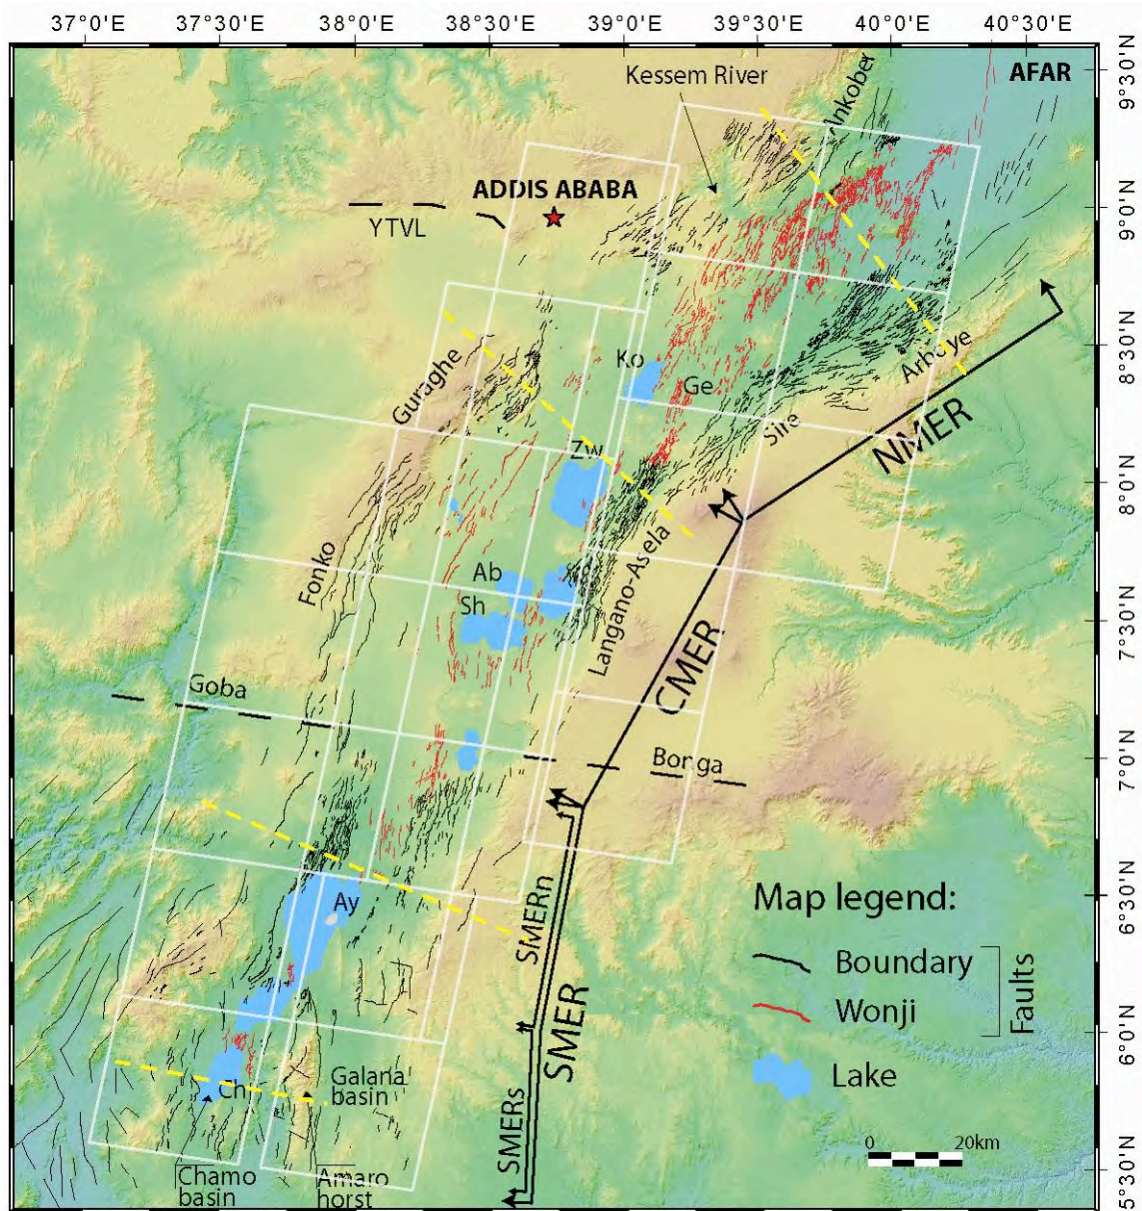 37°0'E 37°30'E 38°0'E 38°30'E 39°0'E 39°30'E 40°0'E 40°30'E
9°30'N
9°0'N
8°30'N
8°0'N
7°30'N
7°0'N
6°30'N
6°0'N
5°30'N
Kessem River
Ankober
AFAR
ADDIS ABABA
YTVL
Guraghe
Ko
Ge
Arboye
Sire
NMER
Zw
Fonko
Ab
Sh
Langano-Asela
CMER
Goba
Bonga
Ay
SMERn
SMER
SMERs
Ch
Galana
basin
Chamo
basin
Amaro
horst
Map legend:
Boundary
Wonji
Faults
Lake
0 20km